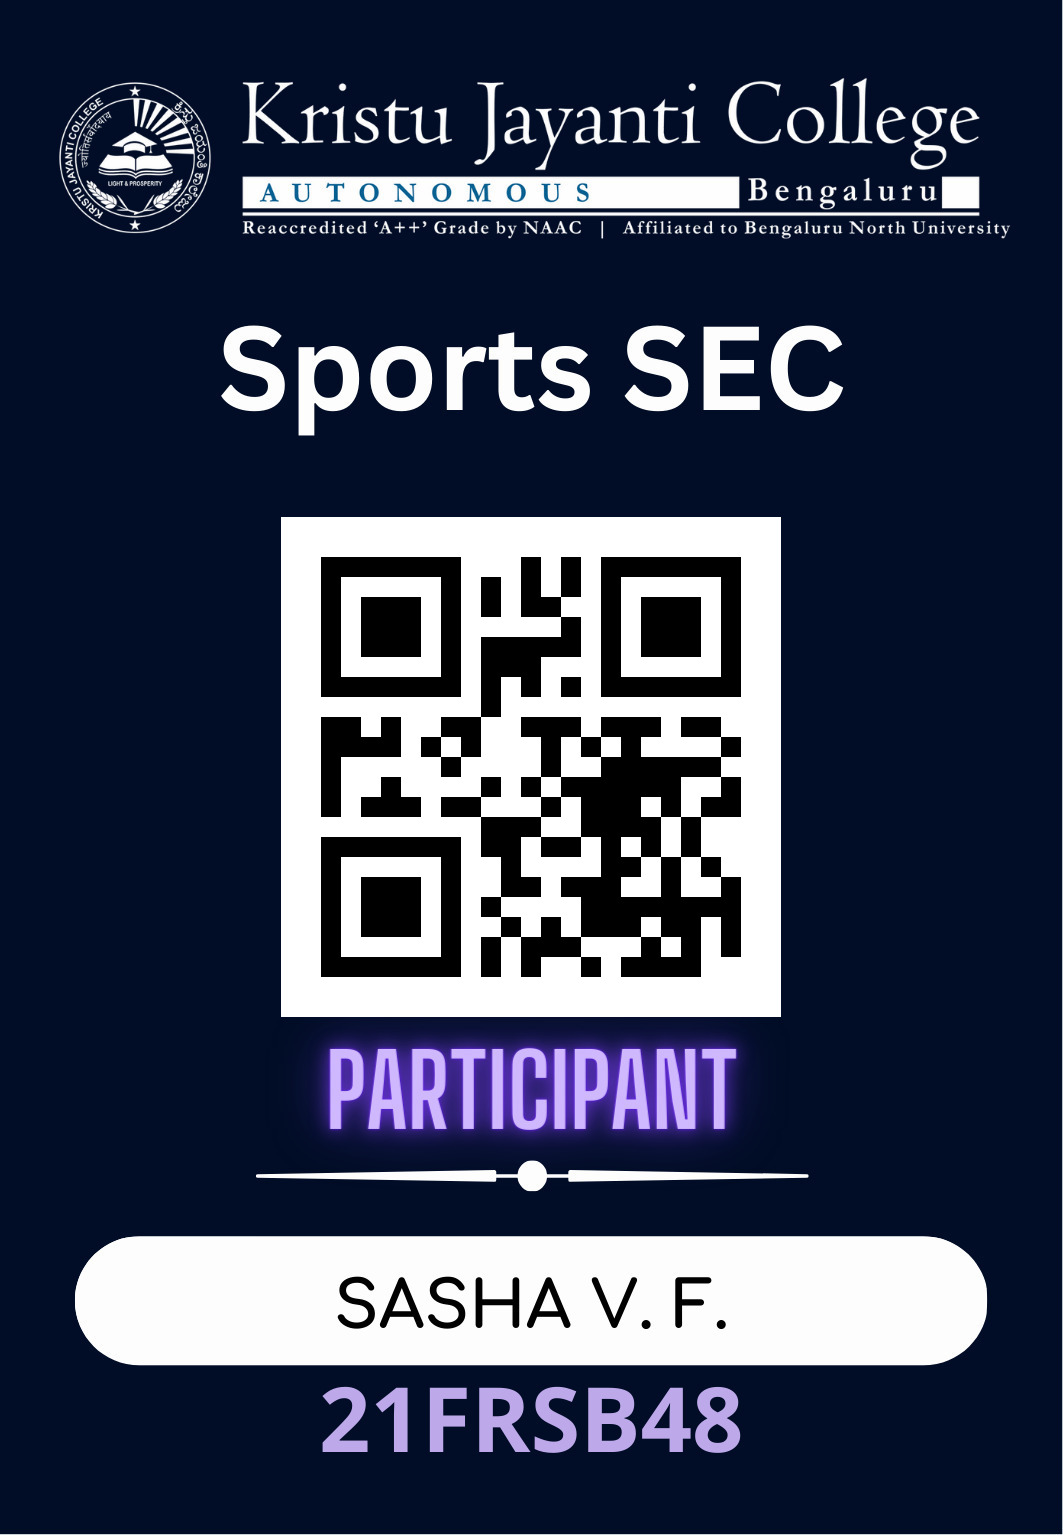 KRISTU JAYANTI COLLEGE
ಕ್ರಿಸ್ತು ಜಯಂತಿ ಕಾಲೇಜು
LIGHT & PROSPERITY
Kristu Jayanti College
AUTONOMOUS Bengaluru
Reaccredited ‘A++’ Grade by NAAC | Affiliated to Bengaluru North University
Sports SEC
PARTICIPANT
SASHA V. F.
21FRSB48